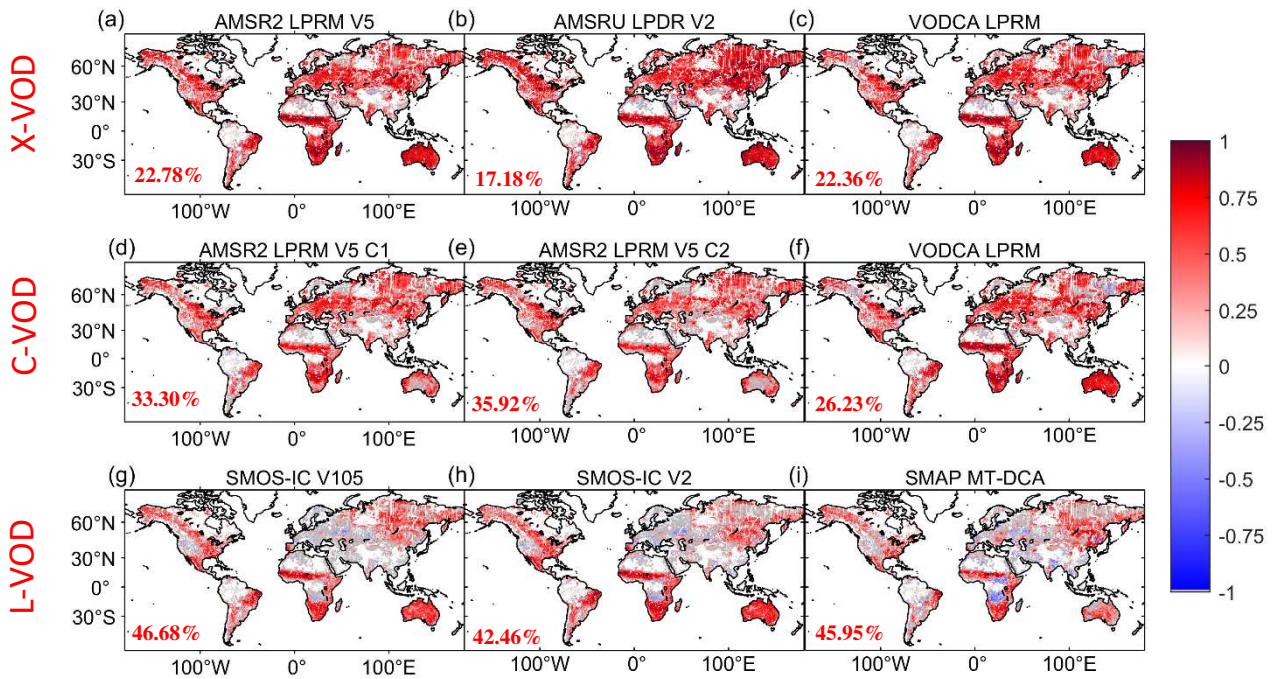 (a) AMSR2 LPRM V5 (b) AMSRU LPDR V2 (c) VODCA LPRM
X-VOD
60°N
30°N
0°
30°S
22.78% 17.18% 22.36%
100°W 0° 100°E 100°W 0° 100°E 100°W 0° 100°E
(d) AMSR2 LPRM V5 C1 (e) AMSR2 LPRM V5 C2 (f) VODCA LPRM
C-VOD
60°N
30°N
0°
30°S
33.30% 35.92% 26.23%
100°W 0° 100°E 100°W 0° 100°E 100°W 0° 100°E
(g) SMOS-IC V105 (h) SMOS-IC V2 (i) SMAP MT-DCA
L-VOD
60°N
30°N
0°
30°S
46.68% 42.46% 45.95%
100°W 0° 100°E 100°W 0° 100°E 100°W 0° 100°E
1
0.75
0.5
0.25
0
-0.25
-0.5
-0.75
-1